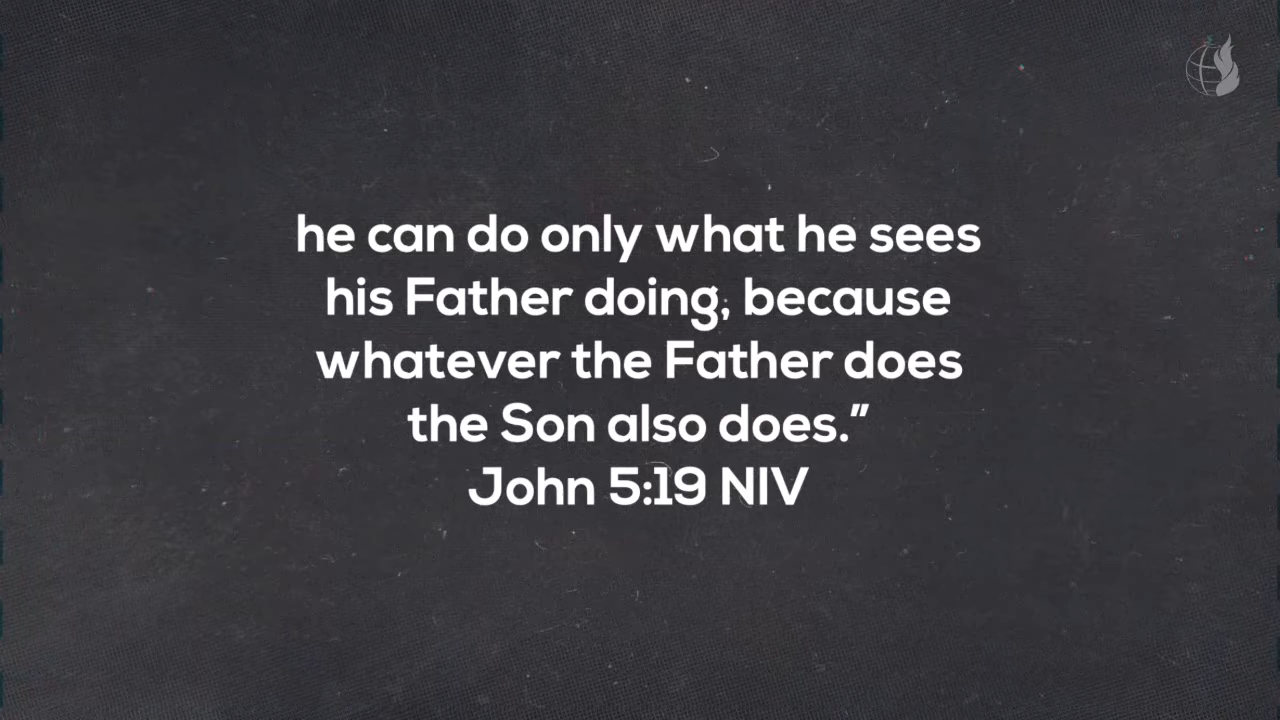 he can do only what he sees
his Father doing, because
whatever the Father does
the Son also does.”
John 5:19 NIV